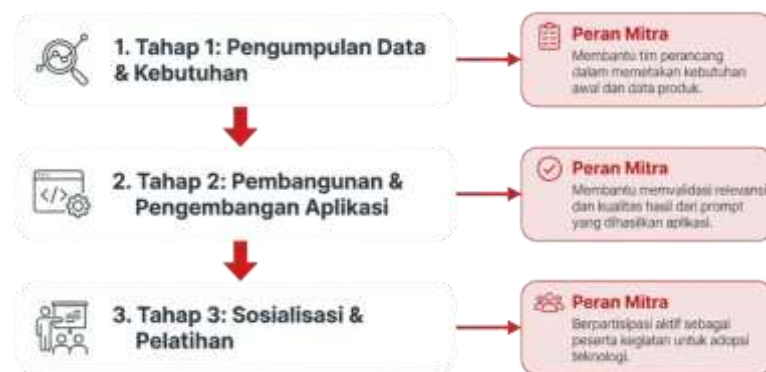 1. Tahap 1: Pengumpulan Data
& Kebutuhan
Peran Mitra
Membantu tim perancang
dalam memetakan kebutuhan
awal dan data produk.
2. Tahap 2: Pembangunan &
Pengembangan Aplikasi
Peran Mitra
Membantu memvalidasi relevansi
dan kualitas hasil dari prompt
yang dihasilkan aplikasi.
3. Tahap 3: Sosialisasi &
Pelatihan
Peran Mitra
Berpartisipasi aktif sebagai
peserta kegiatan untuk adopsi
teknologi.